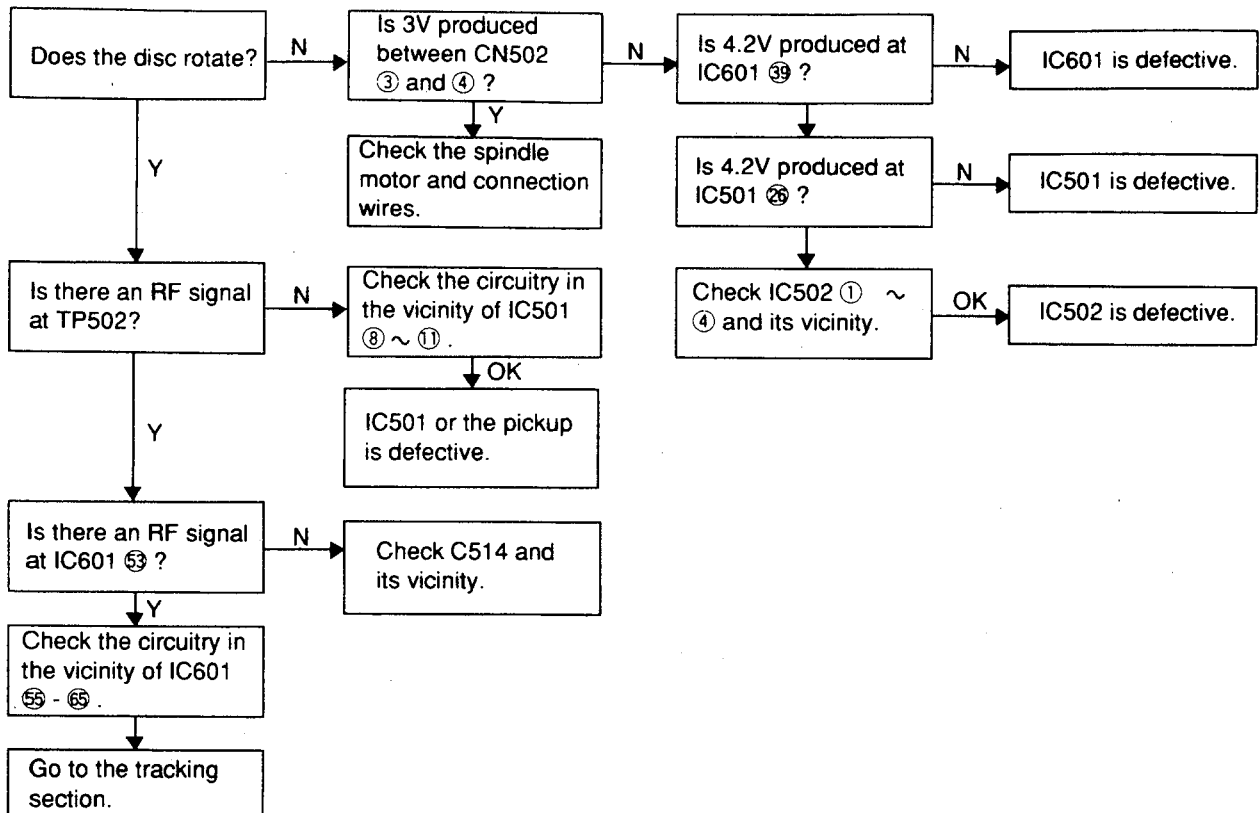 Does the disc rotate?
N
Is 3V produced
between CN502
③ and ④ ?
N
Is 4.2V produced at
IC601 ㊴ ?
N
IC601 is defective.
Y
Check the spindle
motor and connection
wires.
Is 4.2V produced at
IC501 ㉖ ?
N
IC501 is defective.
Y
Is there an RF signal
at TP502?
N
Check the circuitry in
the vicinity of IC501
⑧ ~ ⑪ .
Check IC502 ① ~
④ and its vicinity.
OK
IC502 is defective.
OK
IC501 or the pickup
is defective.
Y
Is there an RF signal
at IC601 53 ?
N
Check C514 and
its vicinity.
Y
Check the circuitry in
the vicinity of IC601
55 - 65 .
Go to the tracking
section.